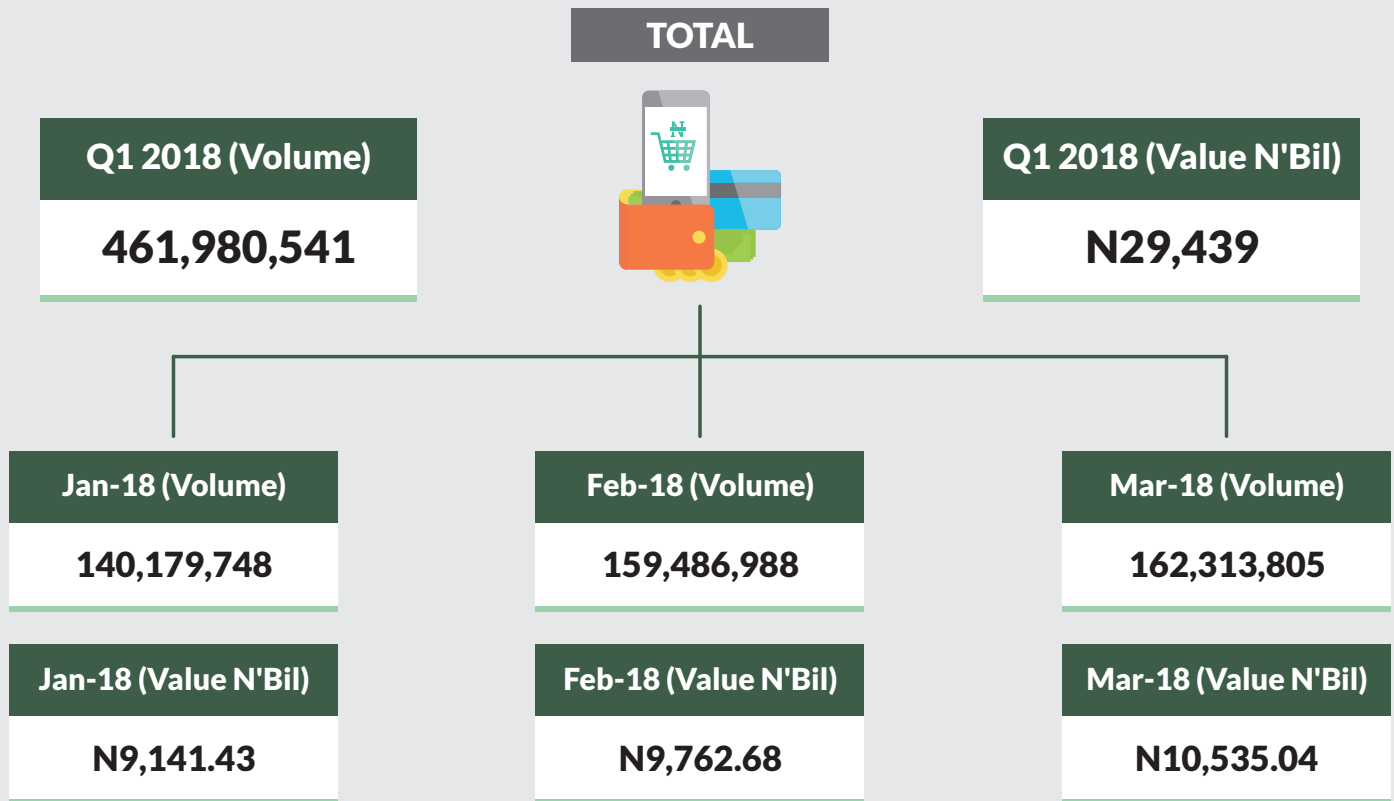 TOTAL
Q1 2018 (Volume)
461,980,541
₦
Q1 2018 (Value N'Bil)
N29,439
Jan-18 (Volume)
140,179,748
Feb-18 (Volume)
159,486,988
Mar-18 (Volume)
162,313,805
Jan-18 (Value N'Bil)
N9,141.43
Feb-18 (Value N'Bil)
N9,762.68
Mar-18 (Value N'Bil)
N10,535.04